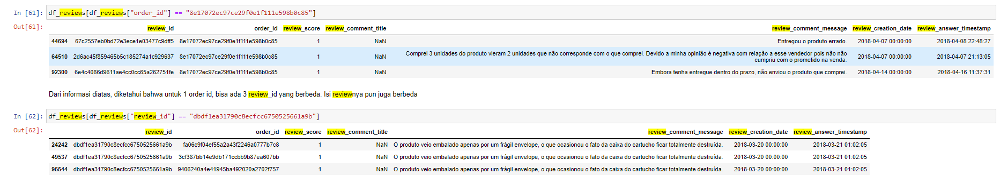 In [61]: df_reviews[df_reviews["order_id"] == "8e17072ec97ce29f0e1f111e598b0c85"]
Out[61]:
review_id order_id review_score review_comment_title review_comment_message review_creation_date review_answer_timestamp
44694 67c2557eb0bd72e3ece1e03477c9dff5 8e17072ec97ce29f0e1f111e598b0c85 1 NaN Entregou o produto errado. 2018-04-07 00:00:00 2018-04-08 22:48:27
64510 2d6ac45f859465b5c185274a1c929637 8e17072ec97ce29f0e1f111e598b0c85 1 NaN Comprei 3 unidades do produto vieram 2 unidades que não corresponde com o que comprei. Devido a minha opinião é negativa com relação a esse vendedor pois não não 2018-04-07 00:00:00 2018-04-07 21:13:05
cumpriu com o prometido na venda.
92300 6e4c4086d9611ae4cc0cc65a262751fe 8e17072ec97ce29f0e1f111e598b0c85 1 NaN Embora tenha entregue dentro do prazo, não enviou o produto que comprei. 2018-04-14 00:00:00 2018-04-16 11:37:31
Dari informasi diatas, diketahui bahwa untuk 1 order id, bisa ada 3 review_id yang berbeda. Isi reviewnya pun juga berbeda
In [62]: df_reviews[df_reviews["review_id"] == "dbdf1ea31790c8ecfcc6750525661a9b"]
Out[62]:
review_id order_id review_score review_comment_title review_comment_message review_creation_date review_answer_timestamp
24242 dbdf1ea31790c8ecfcc6750525661a9b fa06c9f04ef55a2a43f2246a0777b7c8 1 NaN O produto veio embalado apenas por um frágil envelope, o que ocasionou o fato da caixa do cartucho ficar totalmente destruída. 2018-03-20 00:00:00 2018-03-21 01:02:05
49537 dbdf1ea31790c8ecfcc6750525661a9b 3cf387bb14e9db171ccbb9b87ea607bb 1 NaN O produto veio embalado apenas por um frágil envelope, o que ocasionou o fato da caixa do cartucho ficar totalmente destruída. 2018-03-20 00:00:00 2018-03-21 01:02:05
95544 dbdf1ea31790c8ecfcc6750525661a9b 9406240a4e41945ba492020a2702f757 1 NaN O produto veio embalado apenas por um frágil envelope, o que ocasionou o fato da caixa do cartucho ficar totalmente destruída. 2018-03-20 00:00:00 2018-03-21 01:02:05